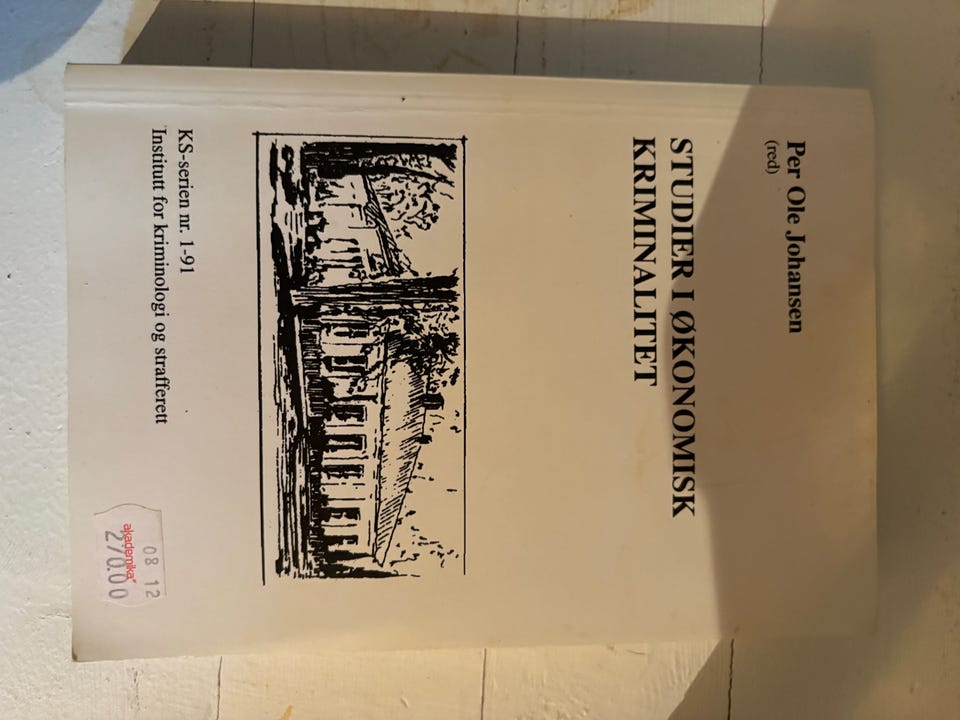 Per Ole Johansen
(red)
STUDIER I ØKONOMISK
KRIMINALITET
KS-serien nr. 1-91
Institutt for kriminologi og strafferett
08 12
akademika
270.00